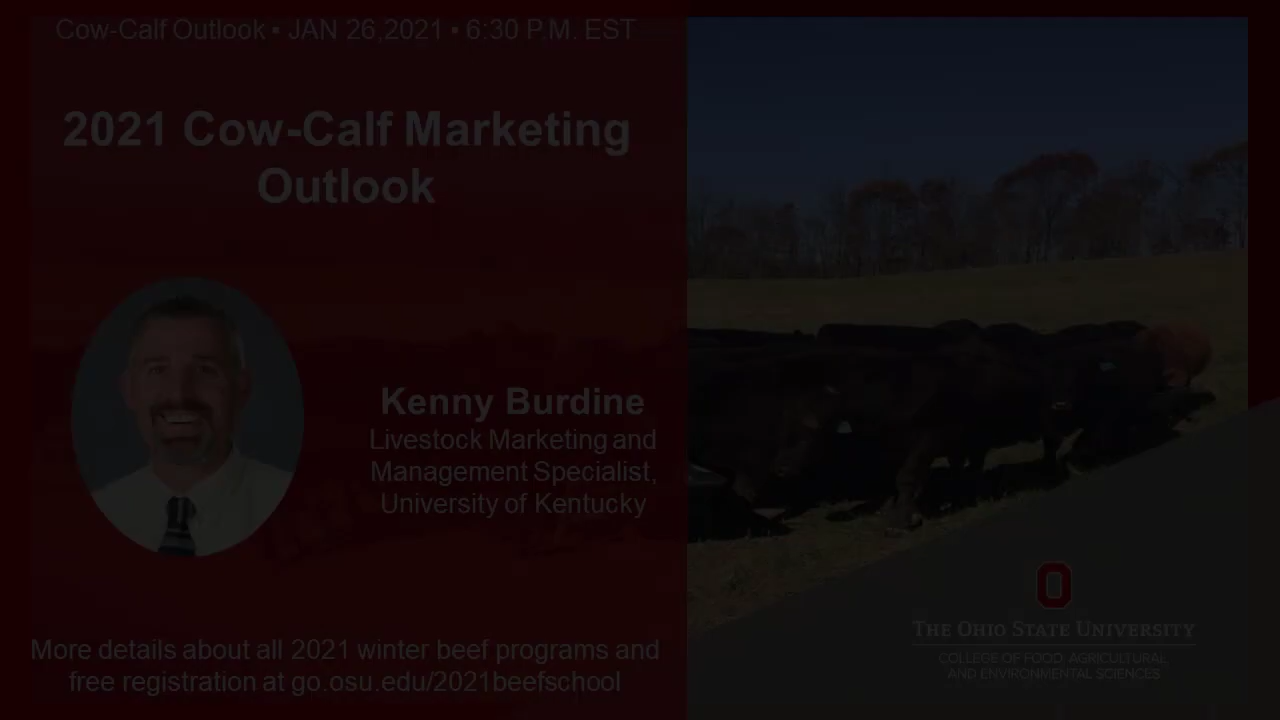 Cow-Calf Outlook ▪ JAN 26,2021 ▪ 6:30 P.M. EST
2021 Cow-Calf Marketing
Outlook
Kenny Burdine
Livestock Marketing and
Management Specialist,
University of Kentucky
More details about all 2021 winter beef programs and
free registration at go.osu.edu/2021beefschool
O
THE OHIO STATE UNIVERSITY
COLLEGE OF FOOD, AGRICULTURAL,
AND ENVIRONMENTAL SCIENCES